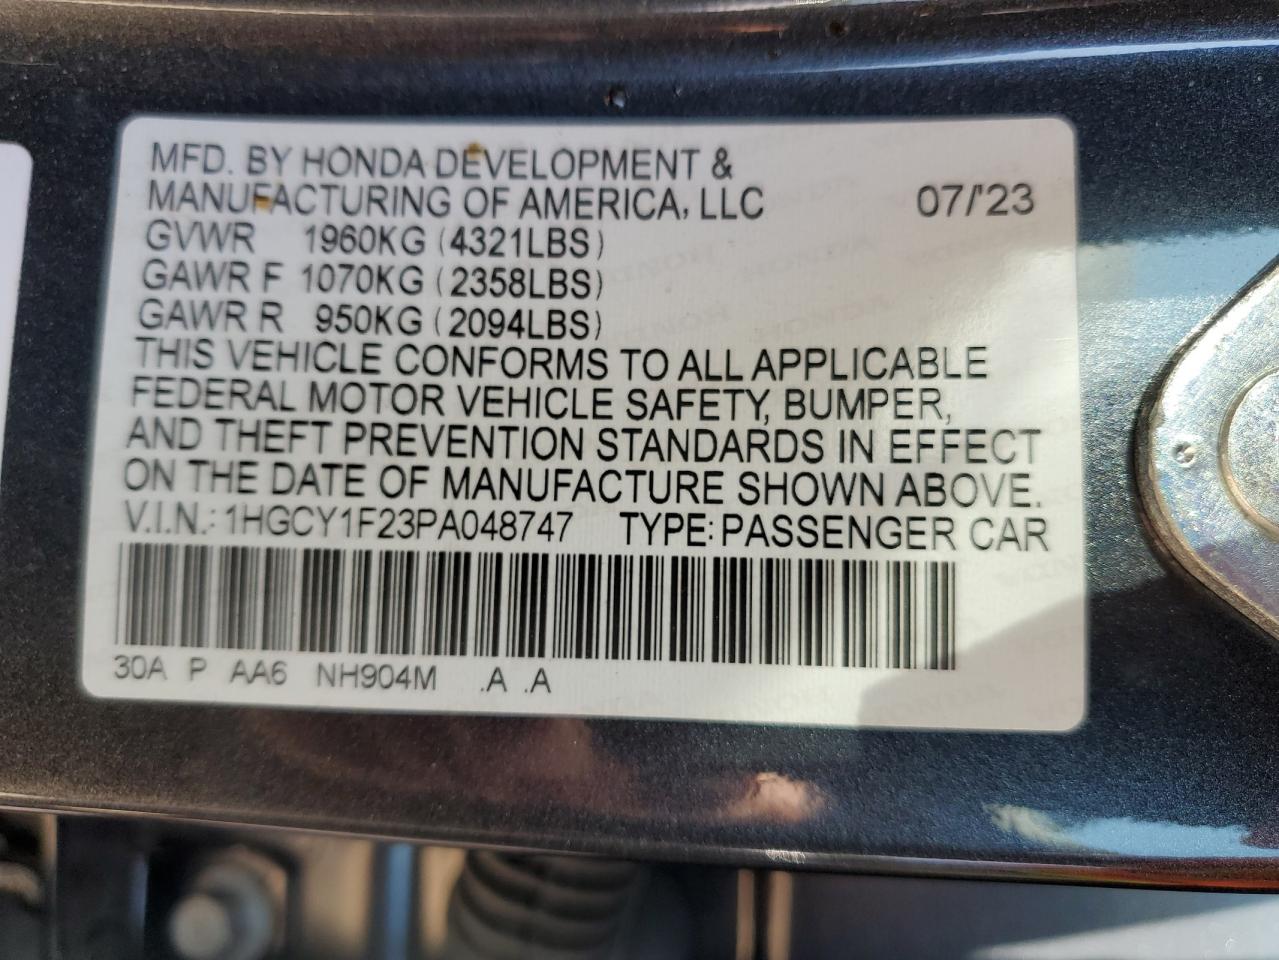 MFD. BY HONDA DEVELOPMENT &
MANUFACTURING OF AMERICA, LLC 07/'23
GVWR 1960KG (4321LBS)
GAWR F 1070KG (2358LBS)
GAWR R 950KG (2094LBS)
THIS VEHICLE CONFORMS TO ALL APPLICABLE
FEDERAL MOTOR VEHICLE SAFETY, BUMPER,
AND THEFT PREVENTION STANDARDS IN EFFECT
ON THE DATE OF MANUFACTURE SHOWN ABOVE.
V.I.N.: 1HGCY1F23PA048747 TYPE: PASSENGER CAR
30A P AA6 NH904M .A .A